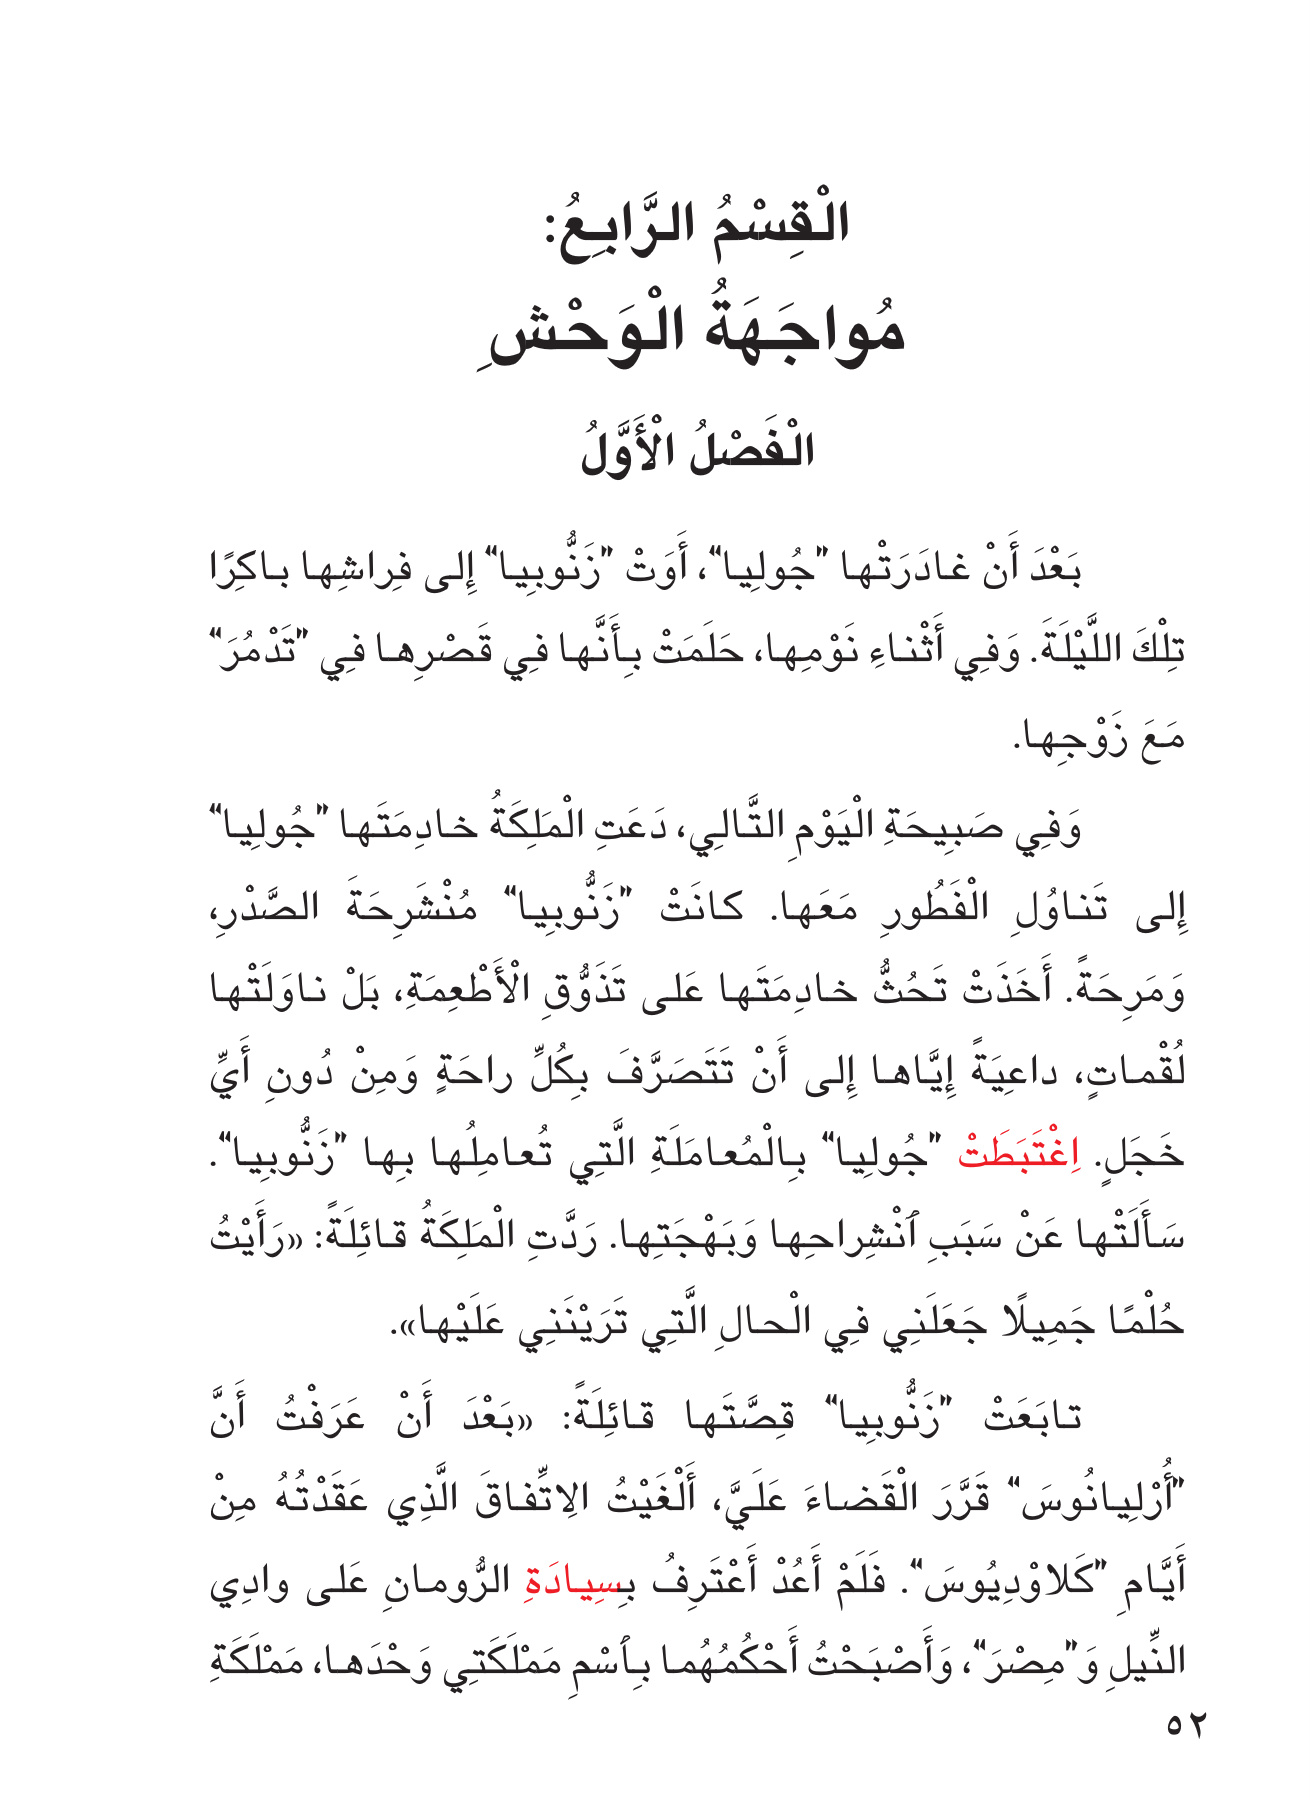 الْقِسْمُ الرَّابِعُ:
مُواجَهَةُ الْوَحْشِ
الْفَصْلُ الْأَوَّلُ
بَعْدَ أَنْ غادَرَتْها "جُولِيا"، أَوَتْ "زَنُّوبِيا" إِلى فِراشِها باكِرًا
تِلْكَ اللَّيْلَةَ. وَفِي أَثْناءِ نَوْمِها، حَلَمَتْ بِأَنَّها فِي قَصْرِها فِي "تَدْمُرَ"
مَعَ زَوْجِها.
وَفِي صَبِيحَةِ الْيَوْمِ التَّالِي، دَعَتِ الْمَلِكَةُ خادِمَتَها "جُولِيا"
إِلى تَناوُلِ الْفَطُورِ مَعَها. كانَتْ "زَنُّوبِيا" مُنْشَرِحَةَ الصَّدْرِ،
وَمَرِحَةً. أَخَذَتْ تَحُثُّ خادِمَتَها عَلى تَذَوُّقِ الْأَطْعِمَةِ، بَلْ ناوَلَتْها
لُقْماتٍ، داعِيَةً إِيَّاها إِلى أَنْ تَتَصَرَّفَ بِكُلِّ راحَةٍ وَمِنْ دُونِ أَيِّ
خَجَلٍ. اِغْتَبَطَتْ "جُولِيا" بِالْمُعامَلَةِ الَّتِي تُعامِلُها بِها "زَنُّوبِيا".
سَأَلَتْها عَنْ سَبَبِ ٱنْشِراحِها وَبَهْجَتِها. رَدَّتِ الْمَلِكَةُ قائِلَةً: «رَأَيْتُ
حُلْمًا جَمِيلًا جَعَلَنِي فِي الْحالِ الَّتِي تَرَيْنَنِي عَلَيْها».
تابَعَتْ "زَنُّوبِيا" قِصَّتَها قائِلَةً: «بَعْدَ أَنْ عَرَفْتُ أَنَّ
"أُرْلِيانُوسَ" قَرَّرَ الْقَضاءَ عَلَيَّ، أَلْغَيْتُ الِاتِّفاقَ الَّذِي عَقَدْتُهُ مِنْ
أَيَّامِ "كَلاوْدِيُوسَ". فَلَمْ أَعُدْ أَعْتَرِفُ بِسِيادَةِ الرُّومانِ عَلى وادِي
النِّيلِ وَ"مِصْرَ"، وَأَصْبَحْتُ أَحْكُمُهُما بِٱسْمِ مَمْلَكَتِي وَحْدَها، مَمْلَكَةِ
٥٢